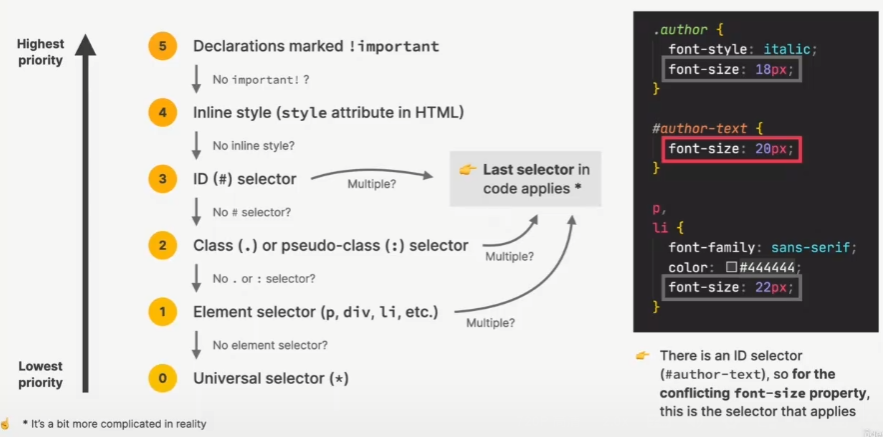 Highest
priority
5 Declarations marked !important
No important! ?
4 Inline style (style attribute in HTML)
No inline style?
3 ID (#) selector
Multiple?
👉 Last selector in
code applies *
No # selector?
2 Class (.) or pseudo-class (:) selector
Multiple?
No . or : selector?
1 Element selector (p, div, li, etc.)
Multiple?
No element selector?
Lowest
priority
0 Universal selector (*)
☝️ * It's a bit more complicated in reality
.author {
font-style: italic;
font-size: 18px;
}
#author-text {
font-size: 20px;
}
p,
li {
font-family: sans-serif;
color: #444444;
font-size: 22px;
}
👉 There is an ID selector
(#author-text), so for the
conflicting font-size property,
this is the selector that applies